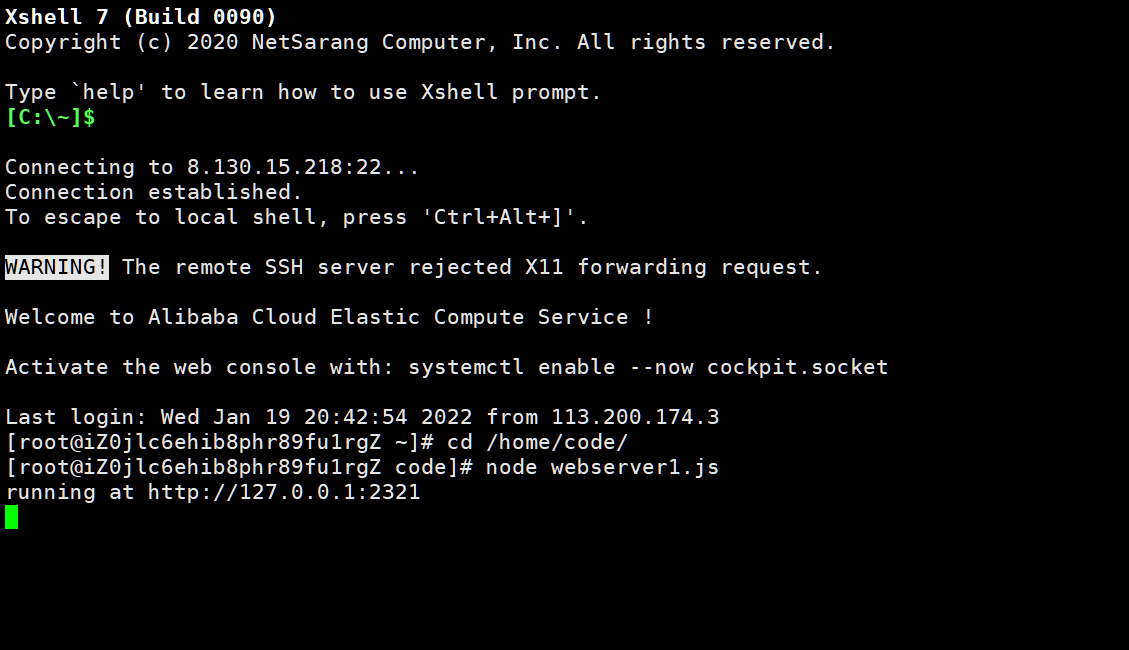 Xshell 7 (Build 0090)
Copyright (c) 2020 NetSarang Computer, Inc. All rights reserved.
Type `help' to learn how to use Xshell prompt.
[C:\~]$
Connecting to 8.130.15.218:22...
Connection established.
To escape to local shell, press 'Ctrl+Alt+]'.
WARNING! The remote SSH server rejected X11 forwarding request.
Welcome to Alibaba Cloud Elastic Compute Service !
Activate the web console with: systemctl enable --now cockpit.socket
Last login: Wed Jan 19 20:42:54 2022 from 113.200.174.3
[root@iZ0jlc6ehib8phr89fu1rgZ ~]# cd /home/code/
[root@iZ0jlc6ehib8phr89fu1rgZ code]# node webserver1.js
running at http://127.0.0.1:2321